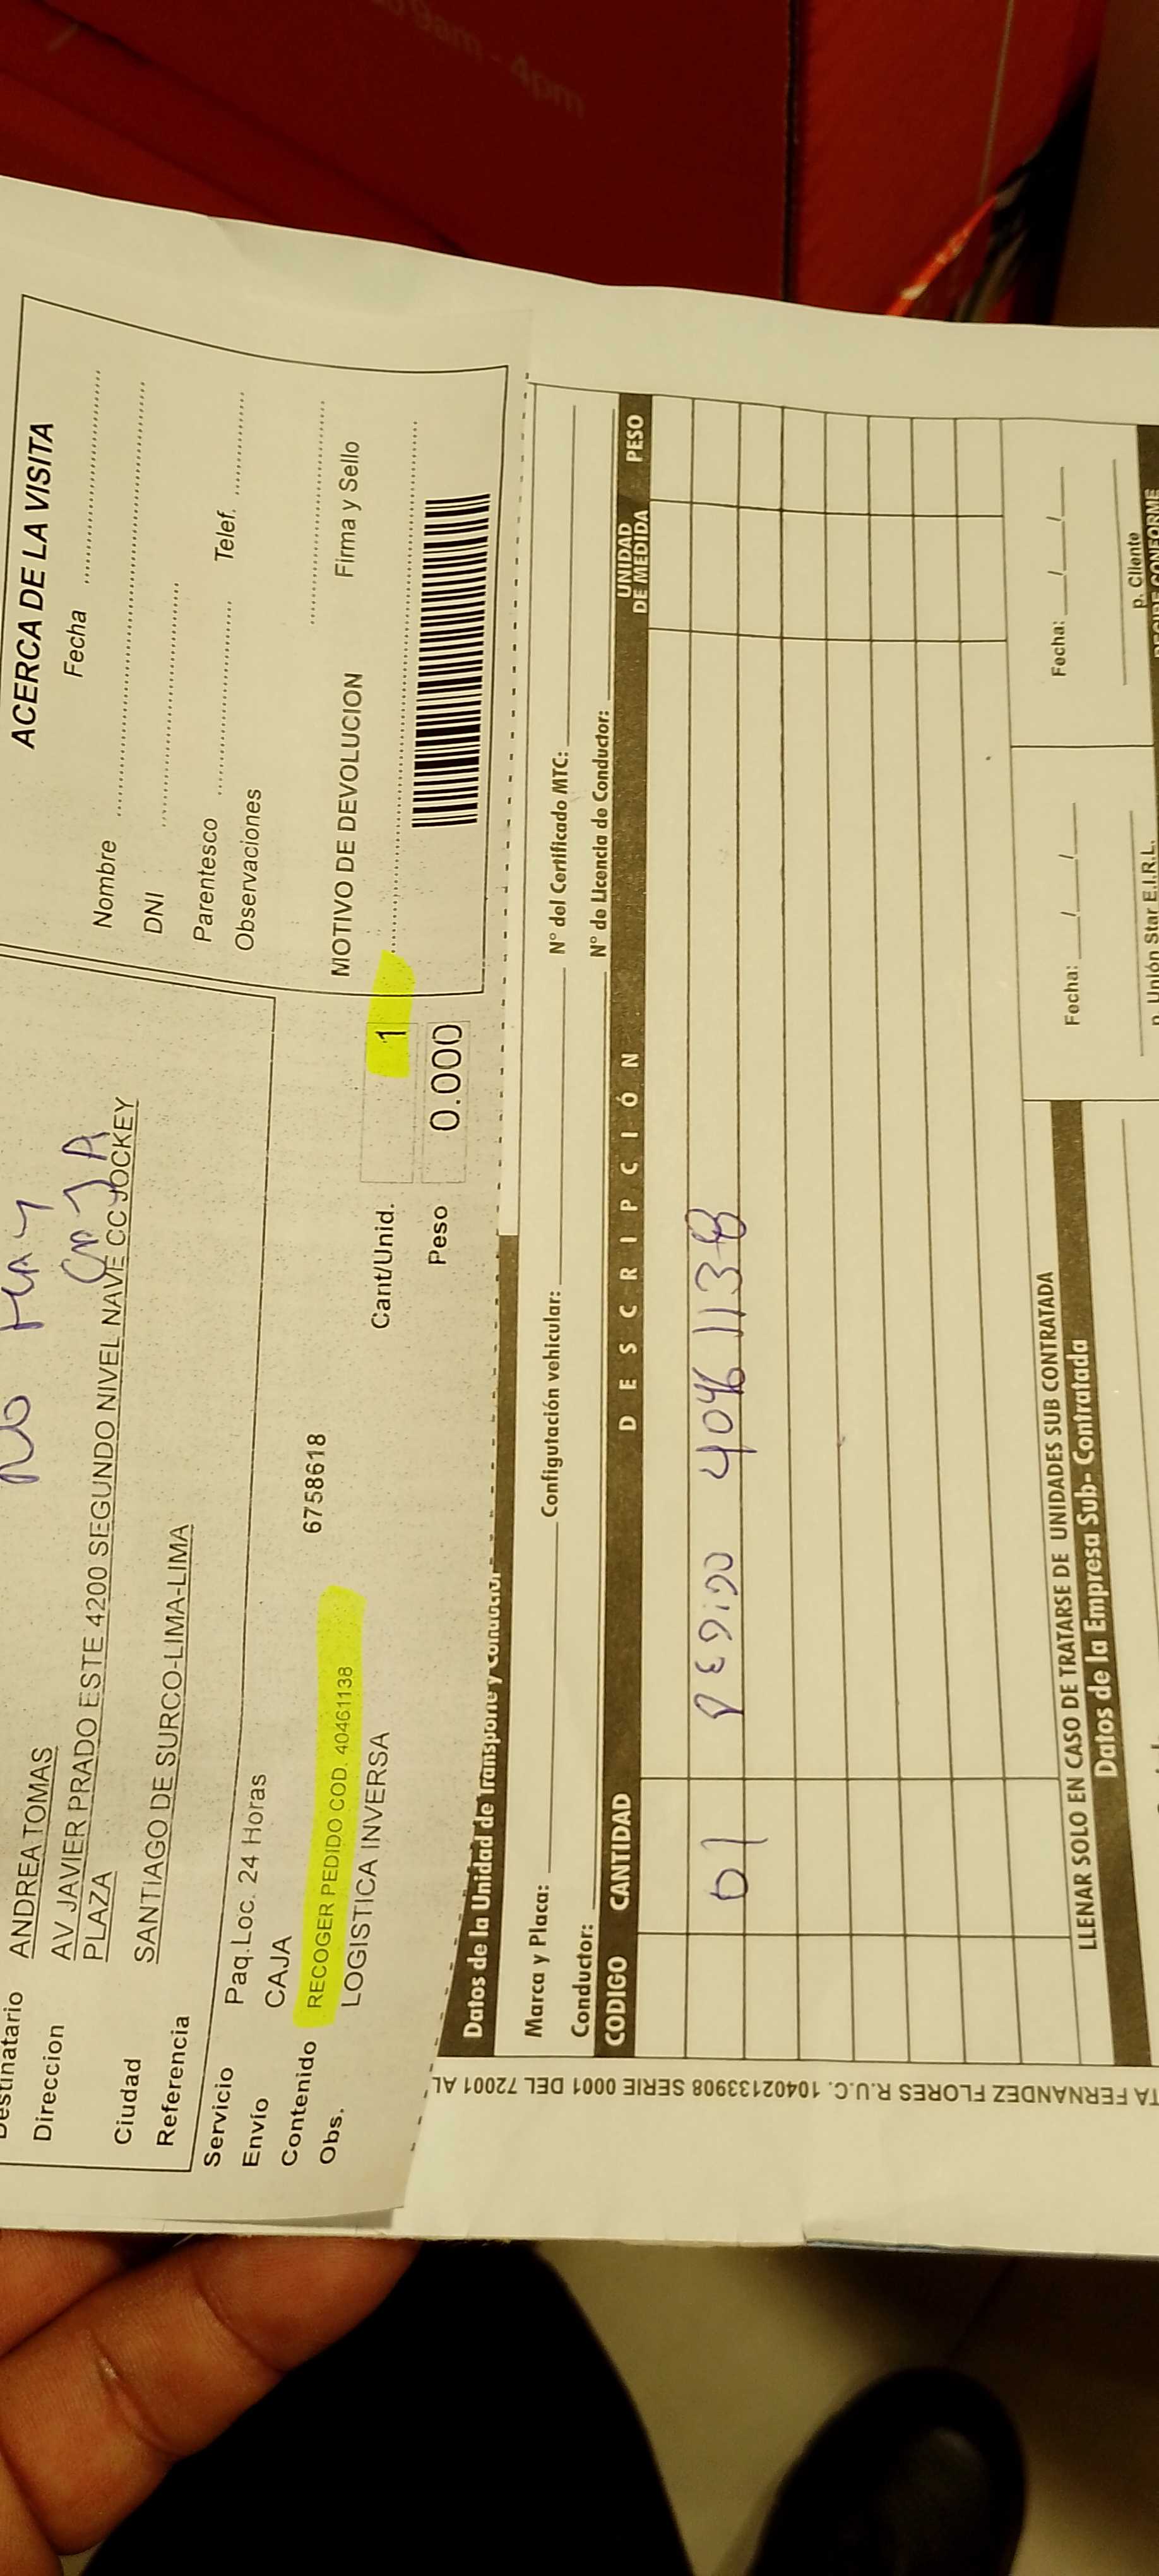 9am - 4pm
No HAY
CAJA
Destinatario ANDREA TOMAS
Direccion AV JAVIER PRADO ESTE 4200 SEGUNDO NIVEL NAVE CC JOCKEY
PLAZA
Ciudad SANTIAGO DE SURCO-LIMA-LIMA
Referencia
Servicio Paq.Loc. 24 Horas
Envío CAJA
Contenido RECOGER PEDIDO COD. 40461138 6758618
Obs. LOGISTICA INVERSA
Cant/Unid. 1
Peso 0.000
ACERCA DE LA VISITA
Fecha
Nombre
DNI
Parentesco Telef.
Observaciones
MOTIVO DE DEVOLUCION Firma y Sello
Datos de la Unidad de Transporte y Conductor
Marca y Placa: Configutación vehicular: N° del Certificado MTC:
Conductor: N° de Licencia de Conductor:
CODIGO CANTIDAD DESCRIPCIÓN UNIDAD DE MEDIDA PESO
01 PEDIDO 40461138
LLENAR SOLO EN CASO DE TRATARSE DE UNIDADES SUB CONTRATADA
Datos de la Empresa Sub- Contratada
Fecha: / /
p. Unión Star E.I.R.L.
Fecha: / /
p. Cliente
RECIBE CONFORME
TA FERNANDEZ FLORES R.U.C. 10402133908 SERIE 0001 DEL 72001 AL